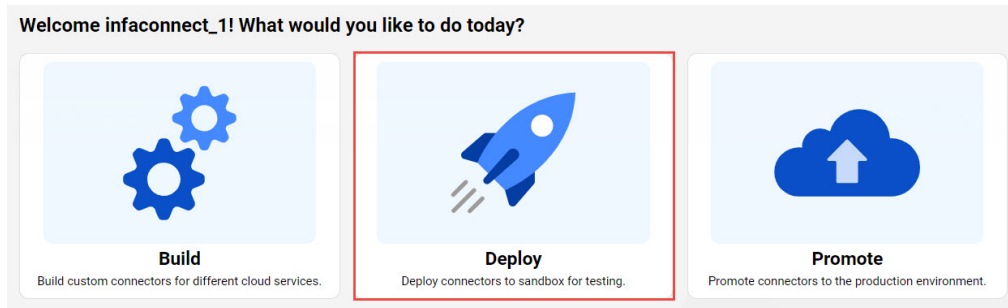 Welcome infaconnect_1! What would you like to do today?
Build
Build custom connectors for different cloud services.
Deploy
Deploy connectors to sandbox for testing.
Promote
Promote connectors to the production environment.